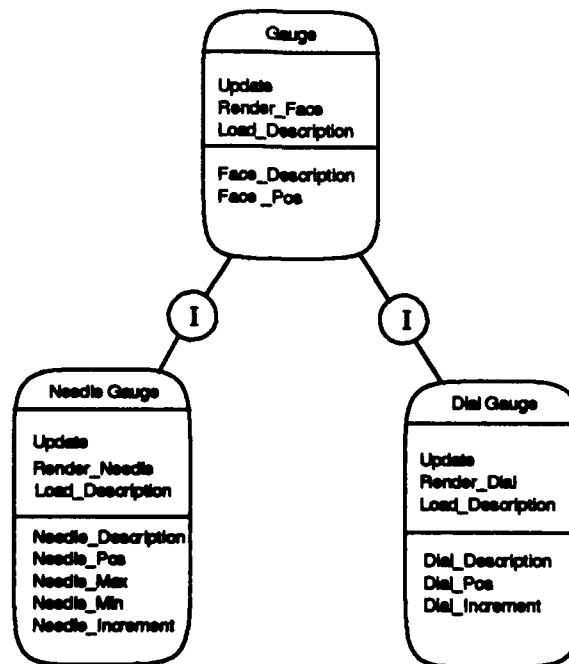 Gauge
Update
Render_Face
Load_Description
Face_Description
Face_Pos
I
I
Needle Gauge
Update
Render_Needle
Load_Description
Needle_Description
Needle_Pos
Needle_Max
Needle_Min
Needle_Increment
Dial Gauge
Update
Render_Dial
Load_Description
Dial_Description
Dial_Pos
Dial_Increment